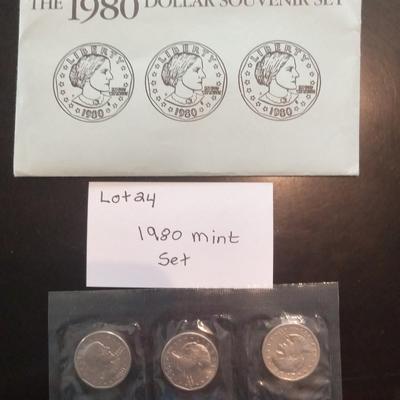 THE 1980 DOLLAR SOUVENIR SET
LIBERTY LIBERTY LIBERTY
1980 1980 1980
Lot 24
1980 mint
Set